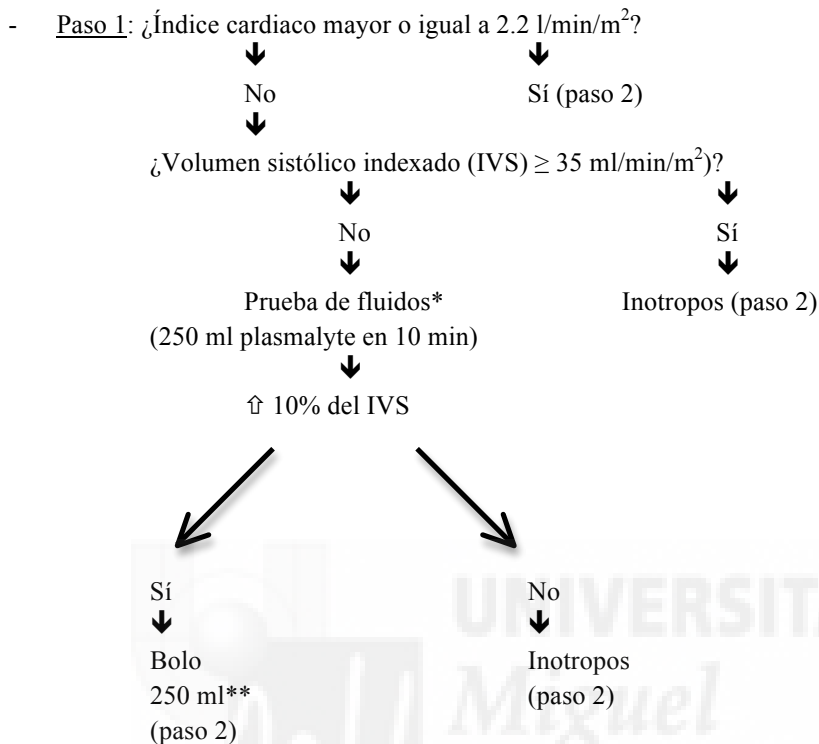 - Paso 1: ¿Índice cardiaco mayor o igual a 2.2 l/min/m²?
No Sí (paso 2)
¿Volumen sistólico indexado (IVS) ≥ 35 ml/min/m²)?
No Sí
Prueba de fluidos* Inotropos (paso 2)
(250 ml plasmalyte en 10 min)
⇧ 10% del IVS
Sí No
Bolo Inotropos
250 ml** (paso 2)
(paso 2)
UNIVERSITA
Miguel